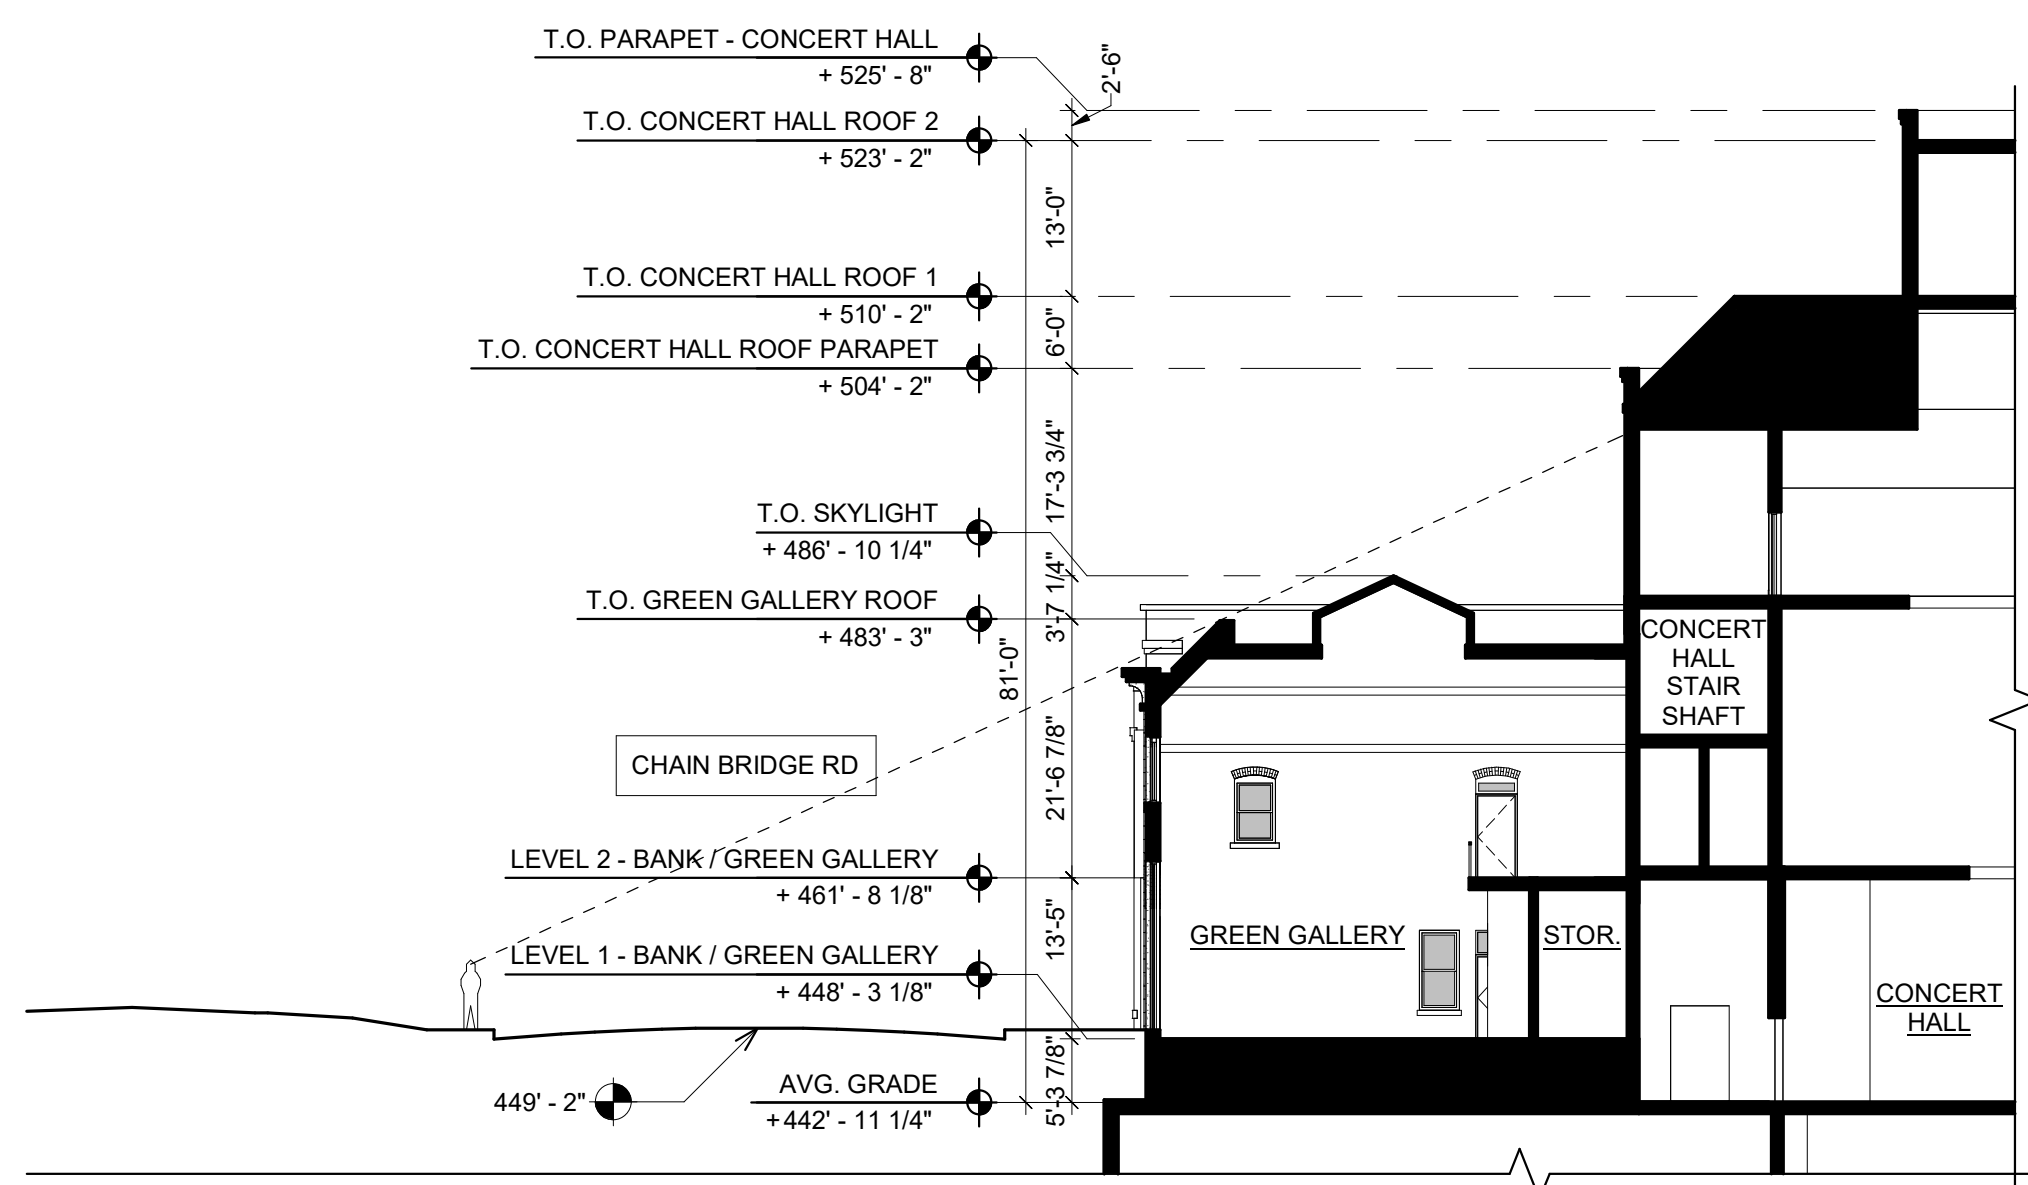 T.O. PARAPET - CONCERT HALL
+ 525' - 8"
2'-6"
T.O. CONCERT HALL ROOF 2
+ 523' - 2"
13'-0"
T.O. CONCERT HALL ROOF 1
+ 510' - 2"
6'-0"
T.O. CONCERT HALL ROOF PARAPET
+ 504' - 2"
17'-3 3/4"
T.O. SKYLIGHT
+ 486' - 10 1/4"
3'-7 1/4"
T.O. GREEN GALLERY ROOF
+ 483' - 3"
81'-0"
CONCERT
HALL
STAIR
SHAFT
CHAIN BRIDGE RD
21'-6 7/8"
LEVEL 2 - BANK / GREEN GALLERY
+ 461' - 8 1/8"
13'-5"
GREEN GALLERY
STOR.
LEVEL 1 - BANK / GREEN GALLERY
+ 448' - 3 1/8"
CONCERT
HALL
5'-3 7/8"
449' - 2"
AVG. GRADE
+442' - 11 1/4"